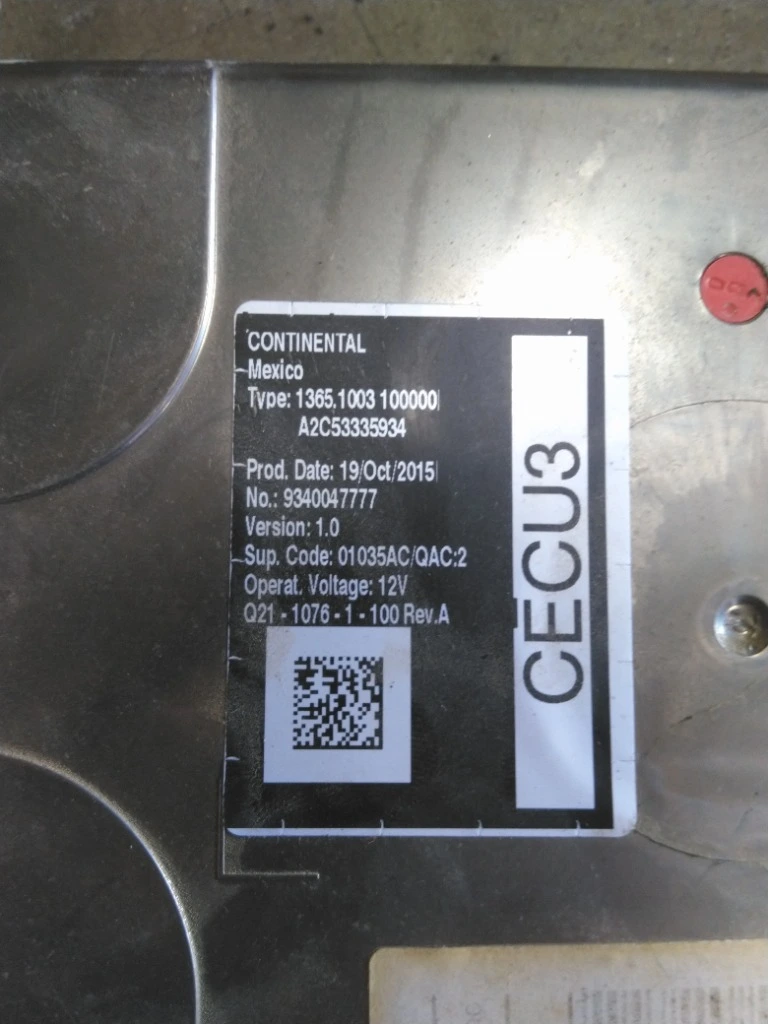 CONTINENTAL
Mexico
Type: 1365.1003 100000
A2C53335934
Prod. Date: 19/Oct/2015
No.: 9340047777
Version: 1.0
Sup. Code: 01035AC/QAC:2
Operat. Voltage: 12V
Q21 - 1076 - 1 - 100 Rev.A
CECU3